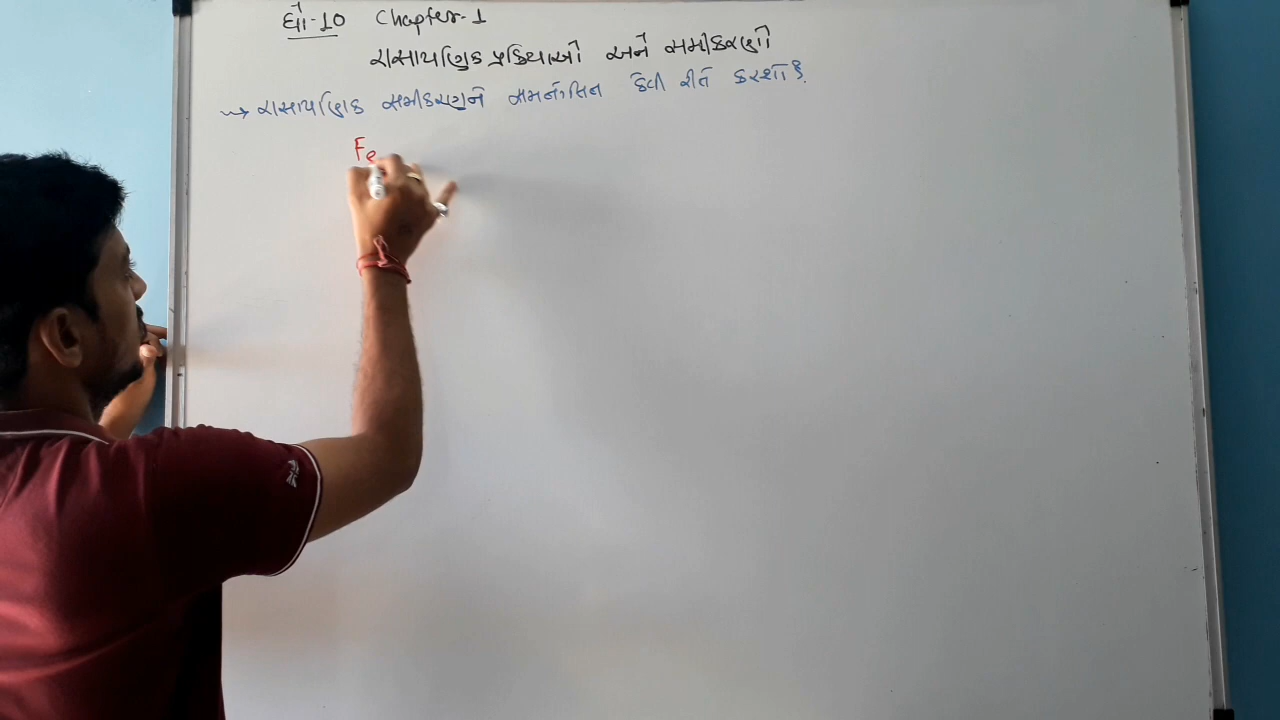 ધો-10 Chapter-1
રાસાયણિક પ્રક્રિયાઓ અને સમીકરણો
→ રાસાયણિક સમીકરણને સમતોલિત કેવી રીતે કરશો?
Fe